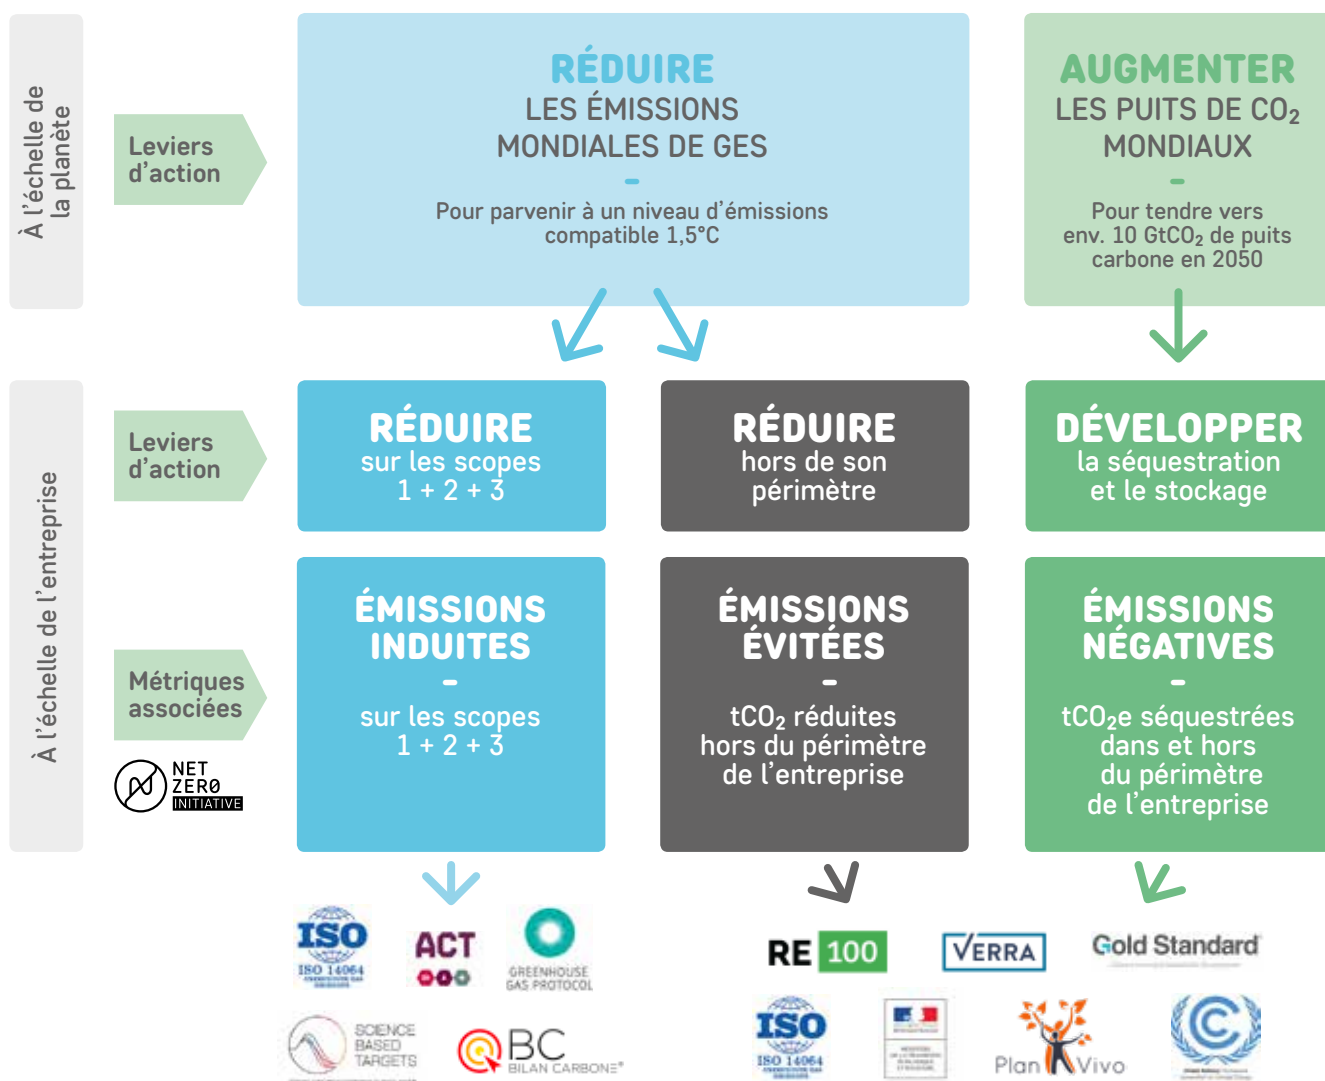 À l'échelle de
la planète
Leviers
d'action
RÉDUIRE
LES ÉMISSIONS
MONDIALES DE GES
–
Pour parvenir à un niveau d'émissions
compatible 1,5°C
AUGMENTER
LES PUITS DE CO₂
MONDIAUX
–
Pour tendre vers
env. 10 GtCO₂ de puits
carbone en 2050
À l'échelle de l'entreprise
Leviers
d'action
RÉDUIRE
sur les scopes
1 + 2 + 3
RÉDUIRE
hors de son
périmètre
DÉVELOPPER
la séquestration
et le stockage
Métriques
associées
NET
ZERØ
INITIATIVE
ÉMISSIONS
INDUITES
–
sur les scopes
1 + 2 + 3
ÉMISSIONS
ÉVITÉES
–
tCO₂ réduites
hors du périmètre
de l'entreprise
ÉMISSIONS
NÉGATIVES
–
tCO₂e séquestrées
dans et hors
du périmètre
de l'entreprise
ISO
ISO 14064
ACT
GREENHOUSE
GAS PROTOCOL
SCIENCE
BASED
TARGETS
BC
BILAN CARBONE®
RE 100
VERRA
Gold Standard
ISO
ISO 14064
Plan Vivo